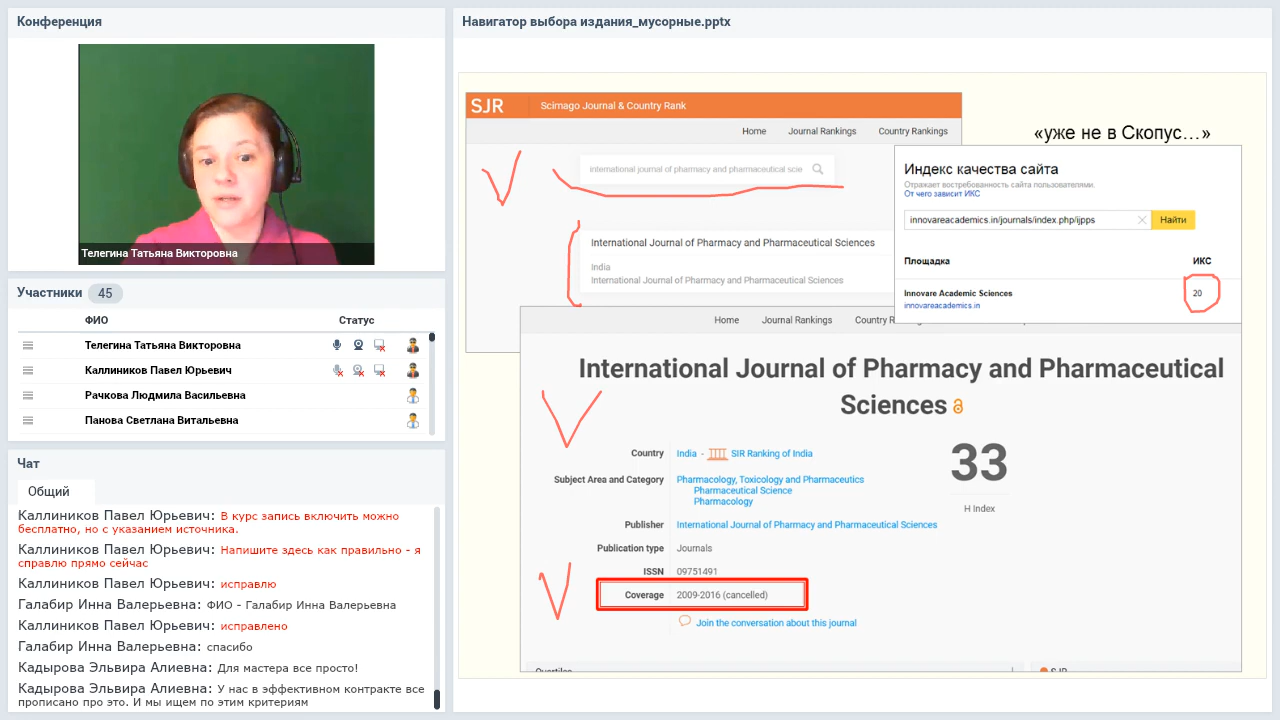 Конференция
Телегина Татьяна Викторовна
Участники 45
ФИО Статус
Телегина Татьяна Викторовна
Каллиников Павел Юрьевич
Рачкова Людмила Васильевна
Панова Светлана Витальевна
Чат
Общий
Каллиников Павел Юрьевич: В курс запись включить можно
бесплатно, но с указанием источника.
Каллиников Павел Юрьевич: Напишите здесь как правильно - я
справлю прямо сейчас
Каллиников Павел Юрьевич: исправлю
Галабир Инна Валерьевна: ФИО - Галабир Инна Валерьевна
Каллиников Павел Юрьевич: исправлено
Галабир Инна Валерьевна: спасибо
Кадырова Эльвира Алиевна: Для мастера все просто!
Кадырова Эльвира Алиевна: У нас в эффективном контракте все
прописано про это. И мы ищем по этим критериям
Навигатор выбора издания_мусорные.pptx
SJR Scimago Journal & Country Rank
Home Journal Rankings Country Rankings
international journal of pharmacy and pharmaceutical scie
International Journal of Pharmacy and Pharmaceutical Sciences
India
International Journal of Pharmacy and Pharmaceutical Sciences
«уже не в Скопус…»
Индекс качества сайта
Отражает востребованность сайта пользователями.
От чего зависит ИКС
innovareacademics.in/journals/index.php/ijpps Найти
Площадка ИКС
Innovare Academic Sciences 20
innovareacademics.in
Home Journal Rankings Country R
International Journal of Pharmacy and Pharmaceutical
Sciences
Country India - SIR Ranking of India
Subject Area and Category Pharmacology, Toxicology and Pharmaceutics
Pharmaceutical Science
Pharmacology
Publisher International Journal of Pharmacy and Pharmaceutical Sciences
Publication type Journals
ISSN 09751491
Coverage 2009-2016 (cancelled)
Join the conversation about this journal
33
H Index
Quartiles SJR